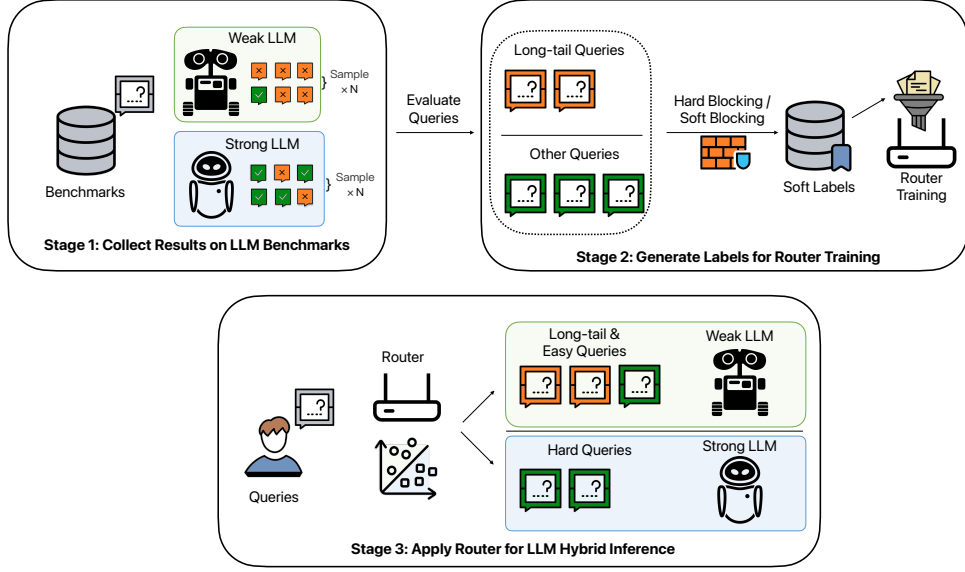 Weak LLM
...?
} Sample
× N
Strong LLM
} Sample
× N
Benchmarks
Stage 1: Collect Results on LLM Benchmarks
Evaluate
Queries
Long-tail Queries
...? ...?
Other Queries
...? ...? ...?
Hard Blocking /
Soft Blocking
Soft Labels
Router
Training
Stage 2: Generate Labels for Router Training
Queries
...?
Router
Long-tail &
Easy Queries
...? ...? ...?
Weak LLM
Hard Queries
...? ...?
Strong LLM
Stage 3: Apply Router for LLM Hybrid Inference